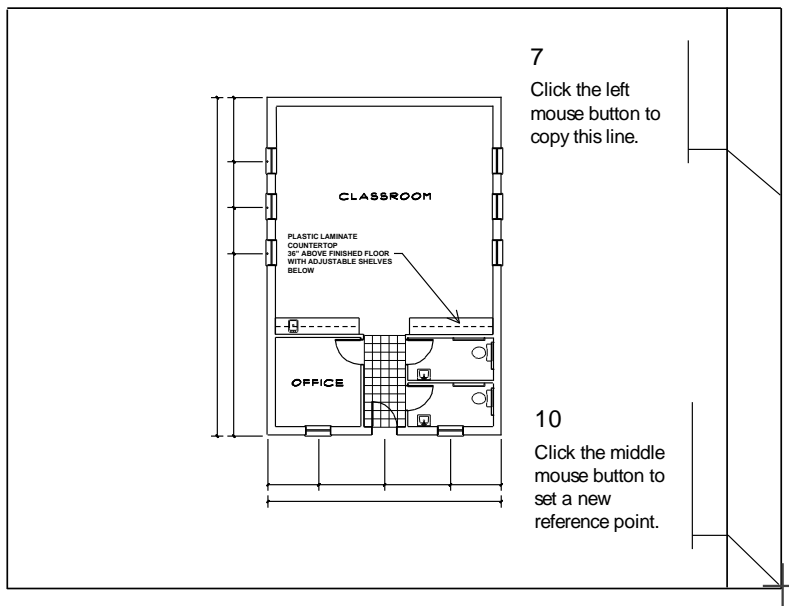 7
Click the left
mouse button to
copy this line.
CLASSROOM
PLASTIC LAMINATE
COUNTERTOP
36" ABOVE FINISHED FLOOR
WITH ADJUSTABLE SHELVES
BELOW
OFFICE
10
Click the middle
mouse button to
set a new
reference point.